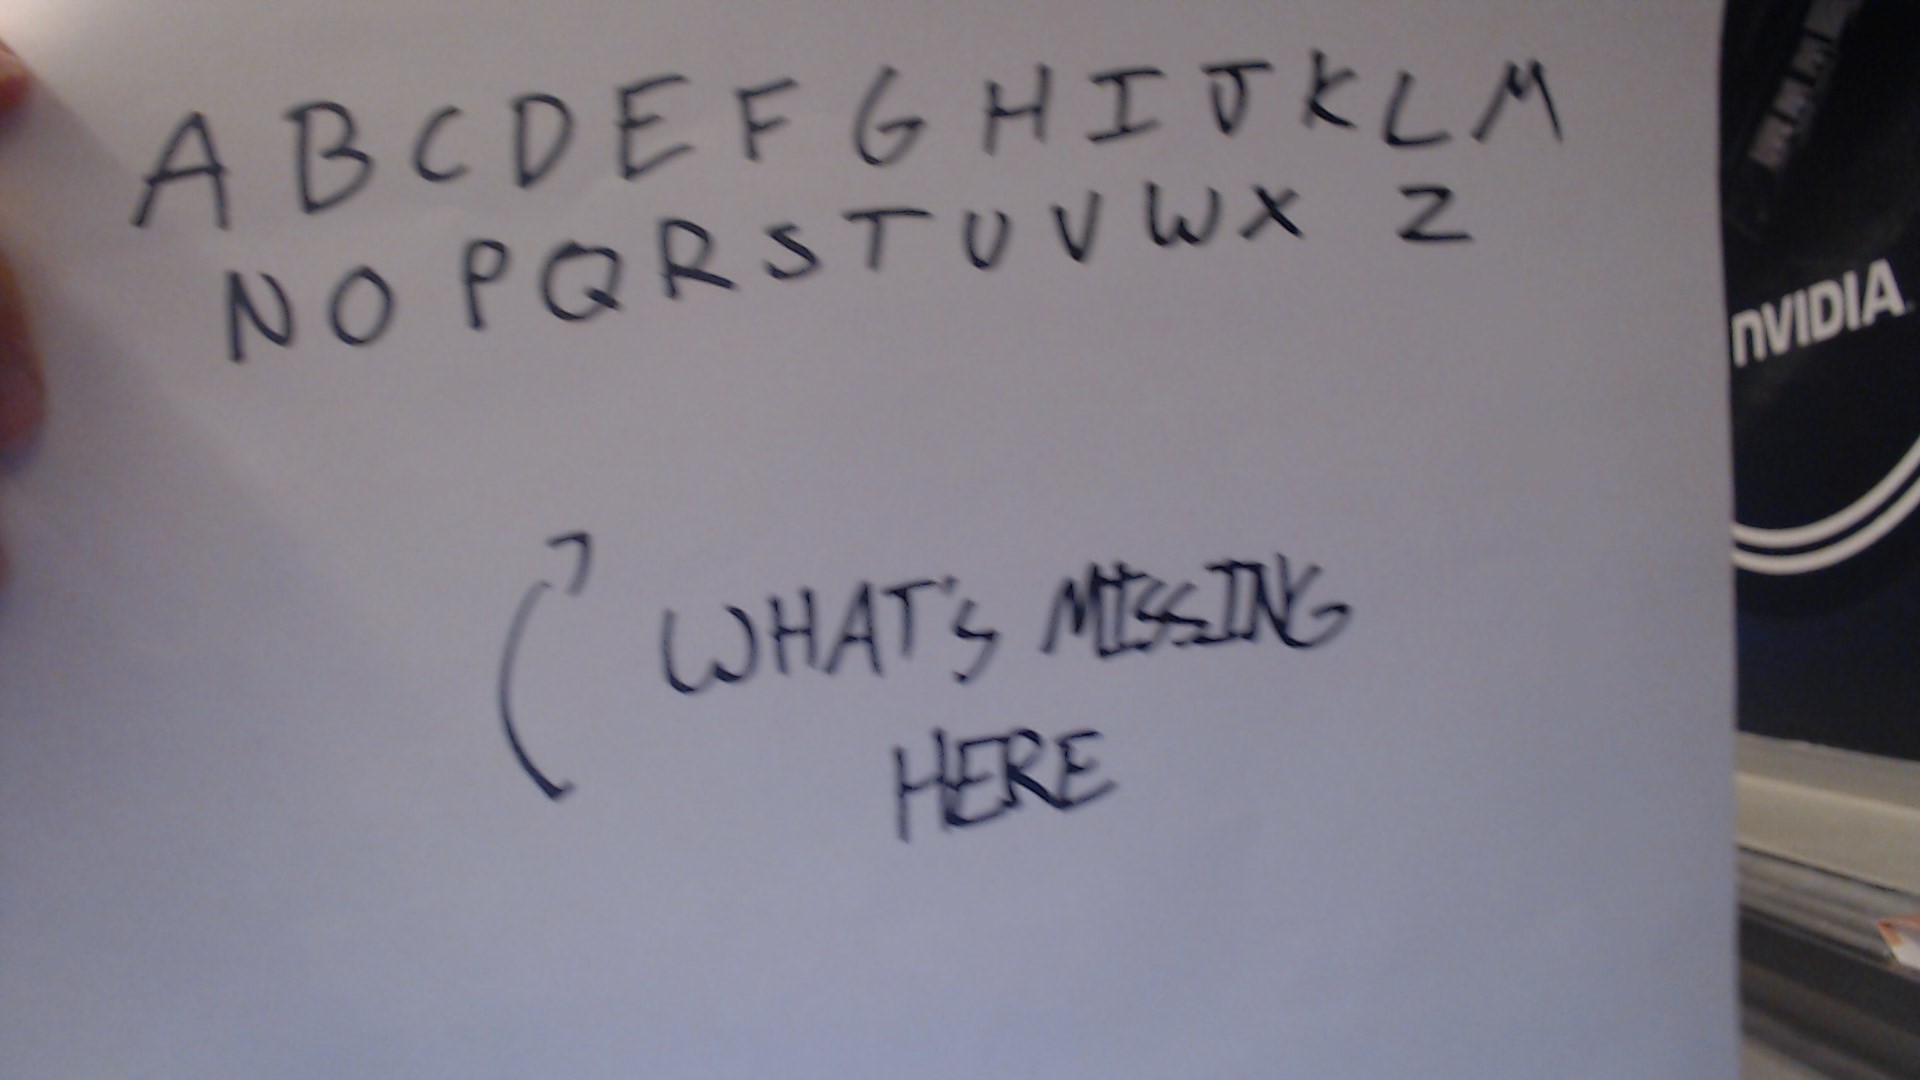 A B C D E F G H I J K L M
N O P Q R S T U V W X Z
WHAT'S MISSING
HERE
nVIDIA